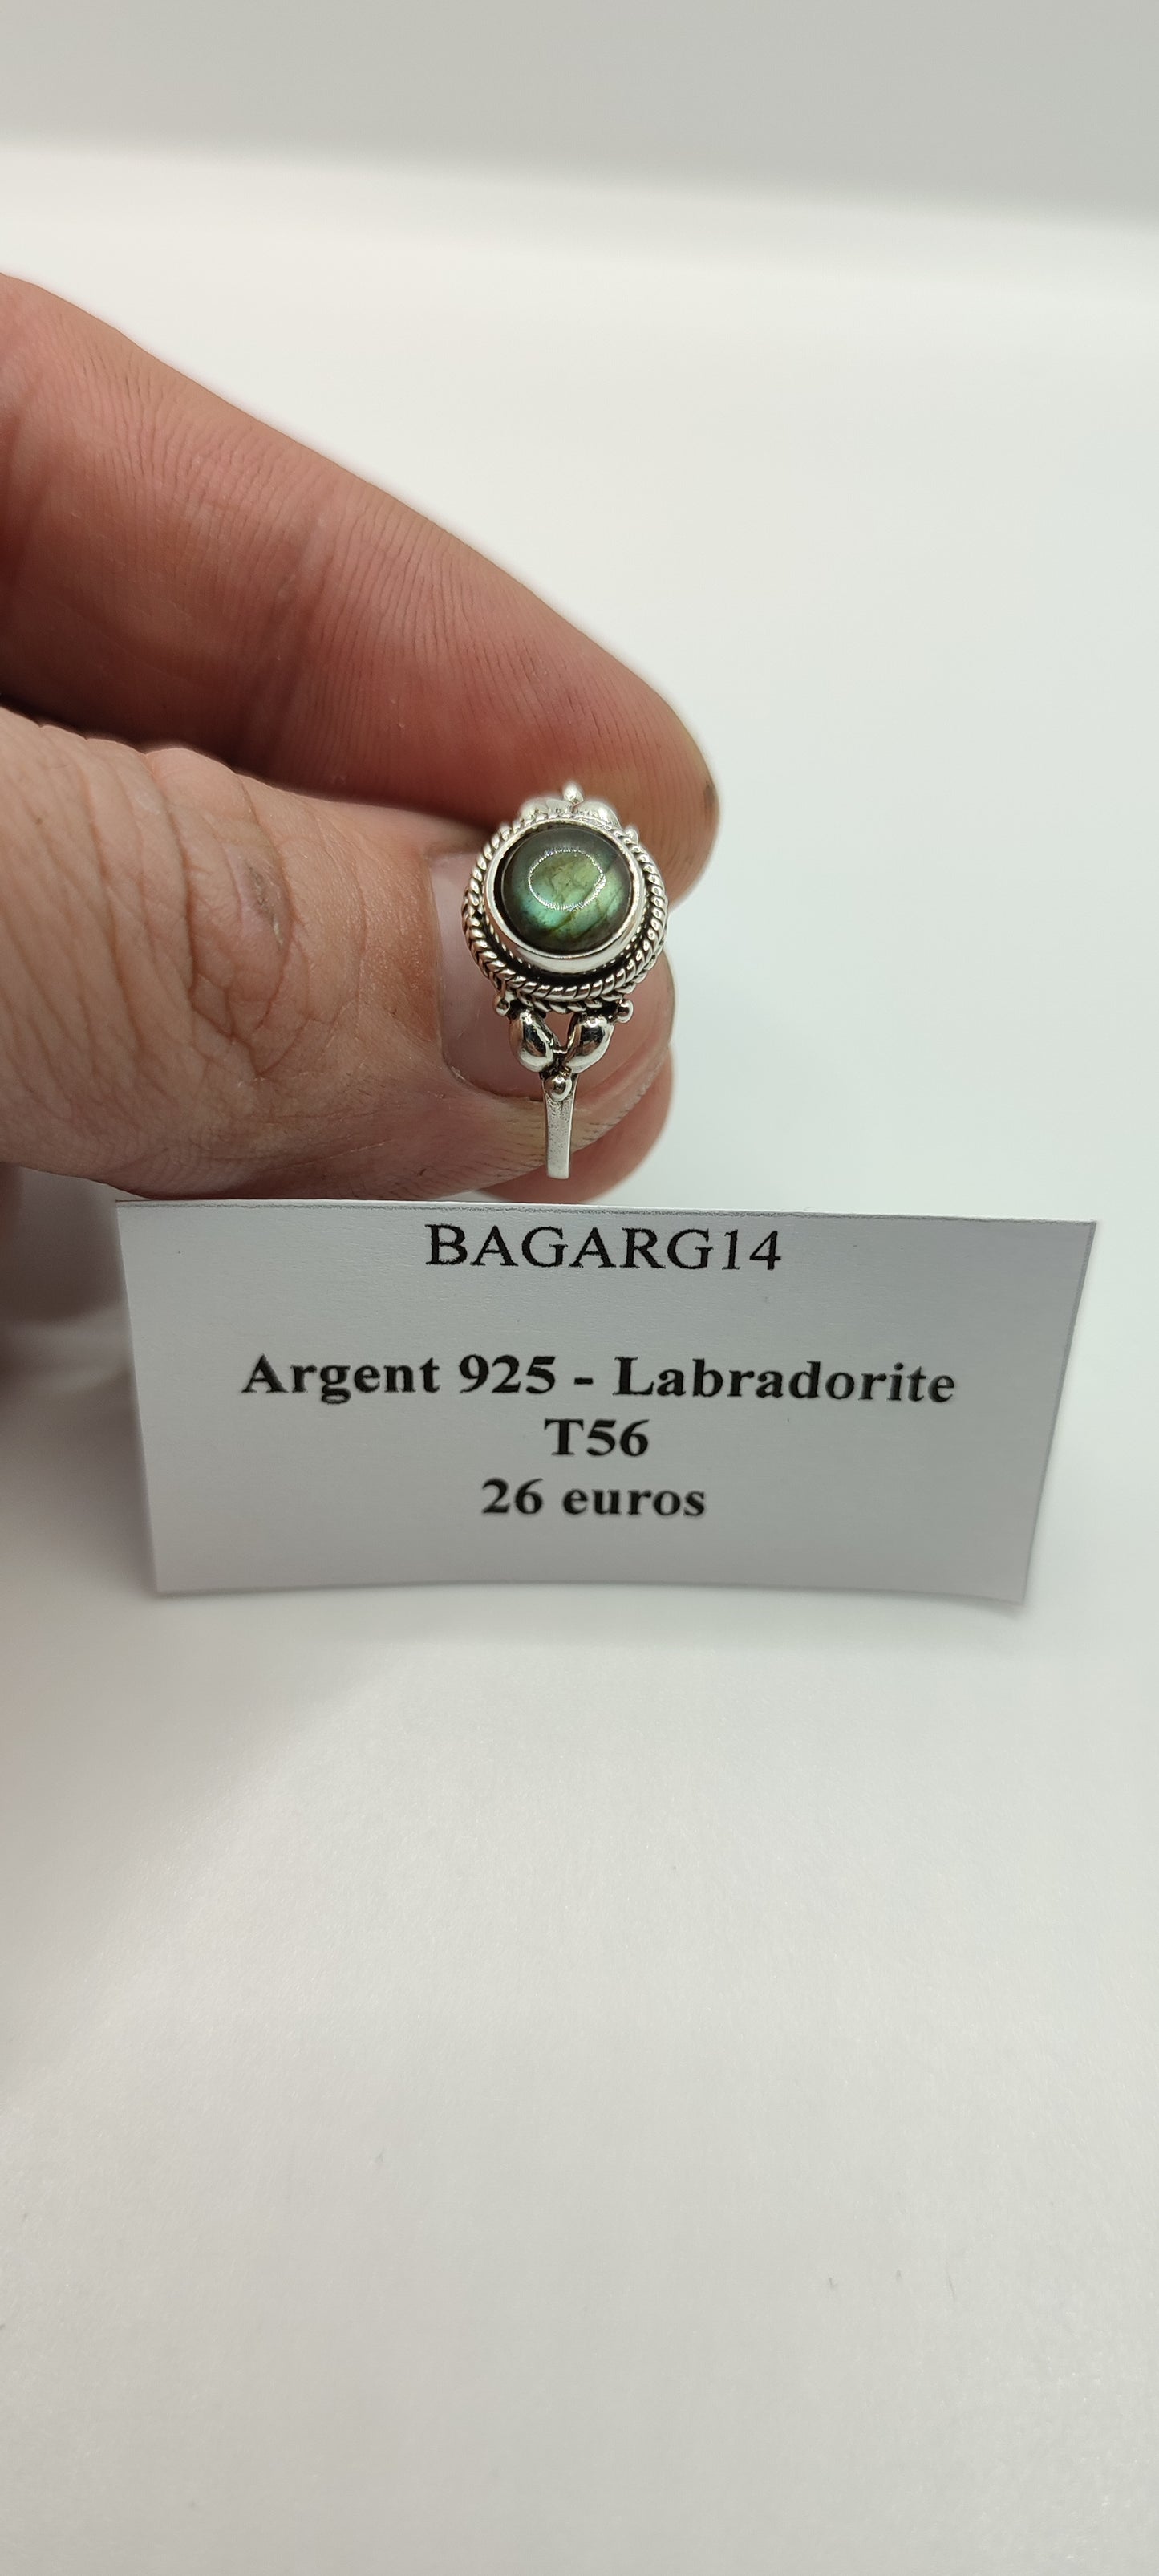 BAGARG14
Argent 925 - Labradorite
T56
26 euros